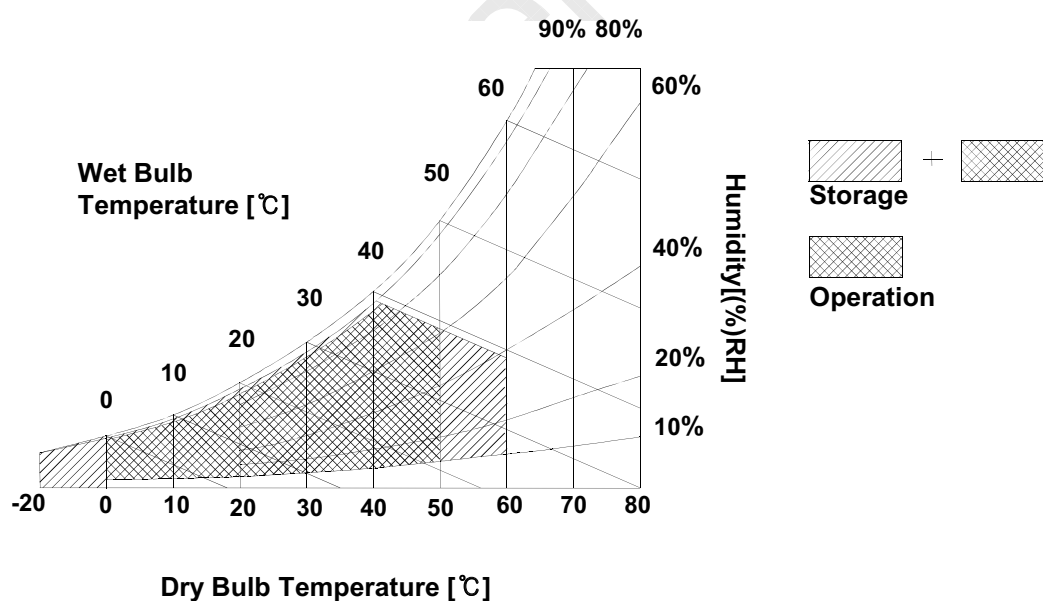 90% 80%
60
60%
50
Wet Bulb
Temperature [℃]
Humidity[(%)RH]
Storage
40
40%
30
Operation
20
20%
10
10%
0
-20 0 10 20 30 40 50 60 70 80
Dry Bulb Temperature [℃]